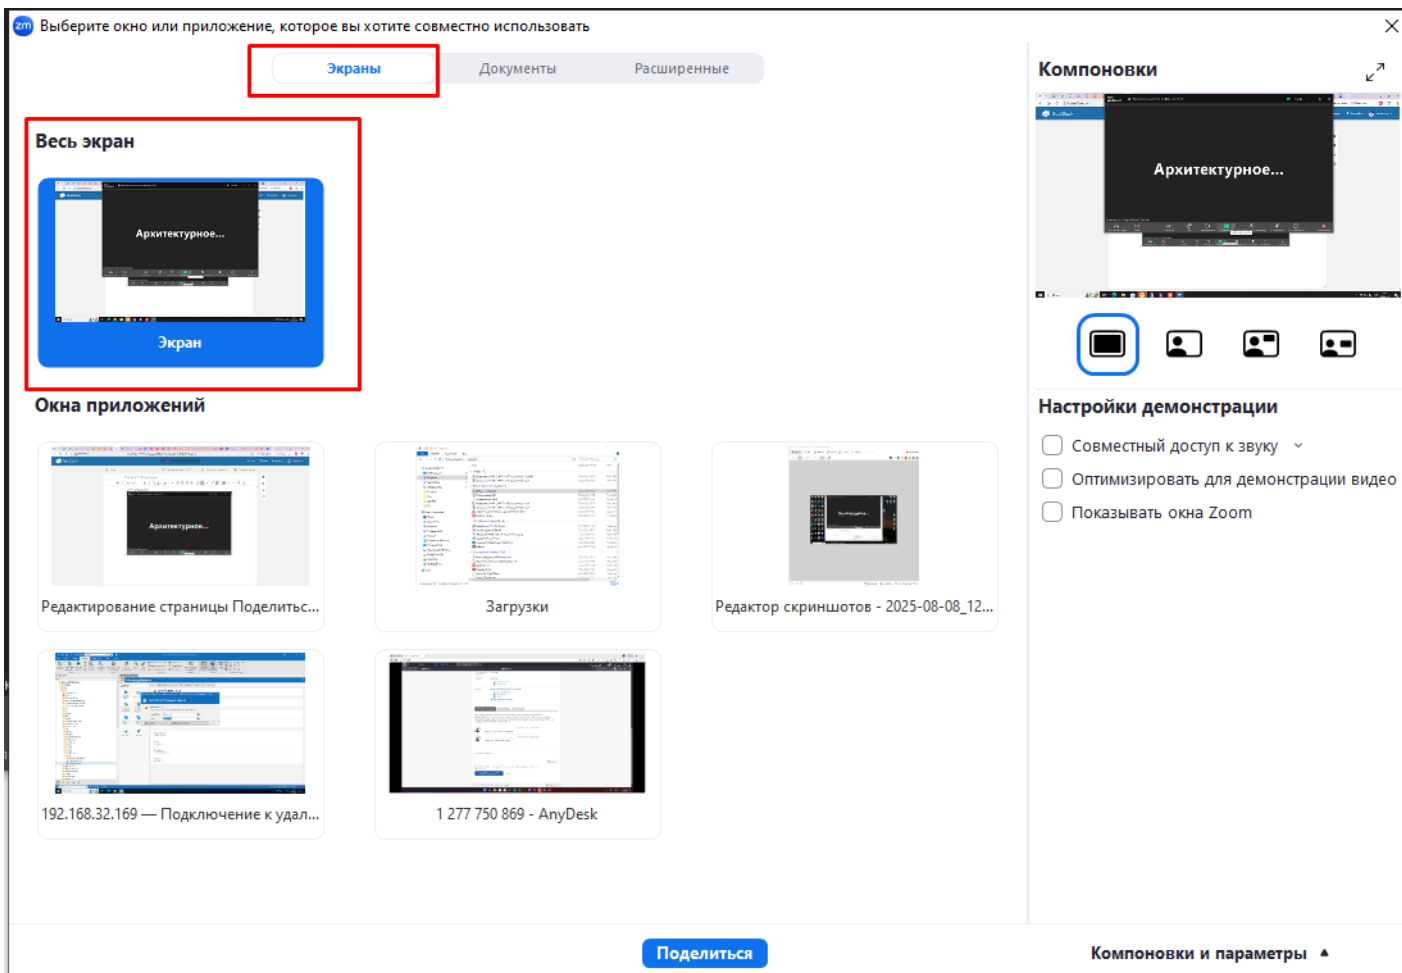 zm Выберите окно или приложение, которое вы хотите совместно использовать
Экраны
Документы
Расширенные
Весь экран
Архитектурное...
Экран
Окна приложений
Архитектурное...
Редактирование страницы Поделитьс...
Загрузки
Редактор скриншотов - 2025-08-08_12...
192.168.32.169 — Подключение к удал...
1 277 750 869 - AnyDesk
Компоновки
Архитектурное...
Настройки демонстрации
Совместный доступ к звуку
Оптимизировать для демонстрации видео
Показывать окна Zoom
Поделиться
Компоновки и параметры